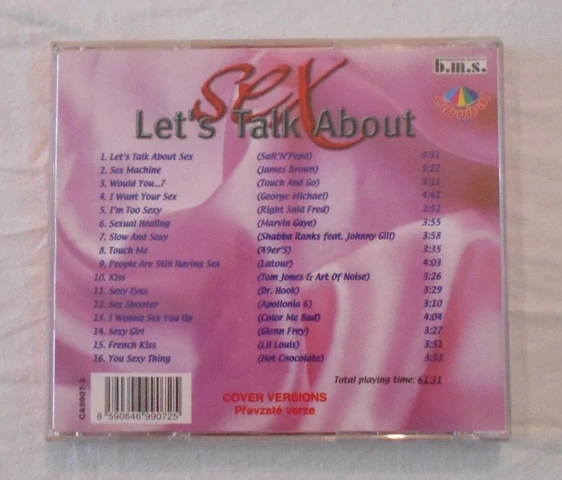 b.m.s.
Carnival
Sex
Let's Talk About
1. Let's Talk About Sex (Salt'N'Pepa) 3:31
2. Sex Machine (James Brown) 5:22
3. Would You...? (Touch And Go) 3:11
4. I Want Your Sex (George Michael) 4:42
5. I'm Too Sexy (Right Said Fred) 2:52
6. Sexual Healing (Marvin Gaye) 3:55
7. Slow And Sexy (Shabba Ranks feat. Johnny Gill) 3:58
8. Touch Me (49er'S) 3:35
9. People Are Still Having Sex (Latour) 4:03
10. Kiss (Tom Jones & Art Of Noise) 3:26
11. Sexy Eyes (Dr. Hook) 3:29
12. Sex Shooter (Apollonia 6) 3:10
13. I Wanna Sex You Up (Color Me Bad) 4:04
14. Sexy Girl (Glenn Frey) 3:27
15. French Kiss (Lil Louis) 3:51
16. You Sexy Thing (Hot Chocolate) 3:53
Total playing time: 61:31
COVER VERSIONS
Převzaté verze
CA9907-2
8 590646 990725